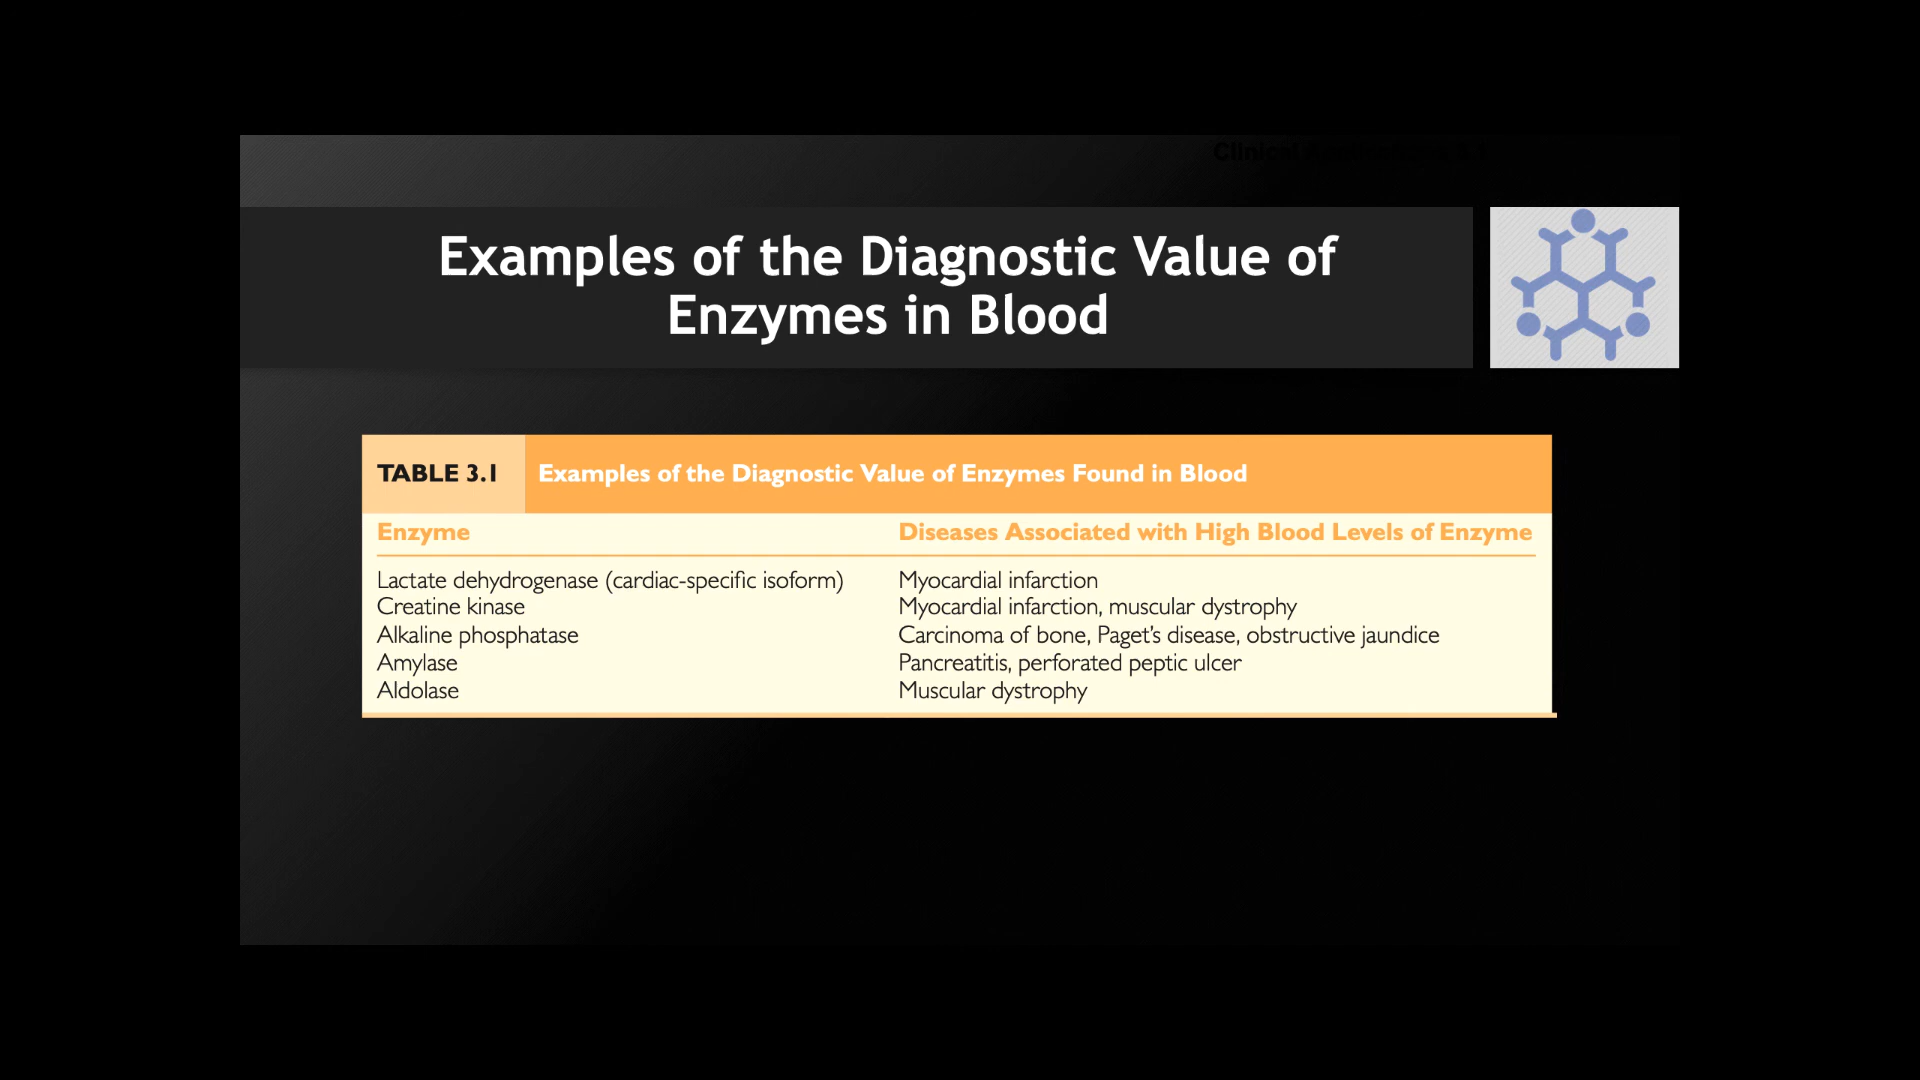 Clinical
Examples of the Diagnostic Value of
Enzymes in Blood
TABLE 3.1 Examples of the Diagnostic Value of Enzymes Found in Blood
Enzyme Diseases Associated with High Blood Levels of Enzyme
Lactate dehydrogenase (cardiac-specific isoform) Myocardial infarction
Creatine kinase Myocardial infarction, muscular dystrophy
Alkaline phosphatase Carcinoma of bone, Paget’s disease, obstructive jaundice
Amylase Pancreatitis, perforated peptic ulcer
Aldolase Muscular dystrophy